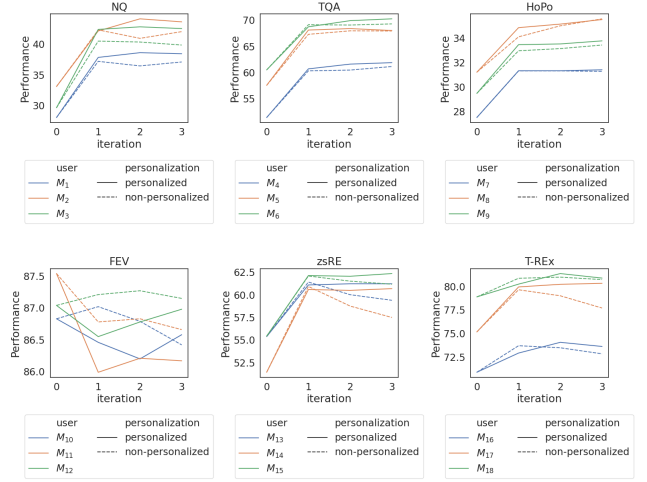 NQ TQA HoPo
Performance 40 35 30 0 1 2 3 iteration
Performance 70 65 60 55 0 1 2 3 iteration
Performance 34 32 30 28 0 1 2 3 iteration
user personalization user personalization user personalization
M1 personalized M4 personalized M7 personalized
M2 non-personalized M5 non-personalized M8 non-personalized
M3 M6 M9
FEV zsRE T-REx
Performance 87.5 87.0 86.5 86.0 0 1 2 3 iteration
Performance 62.5 60.0 57.5 55.0 52.5 0 1 2 3 iteration
Performance 80.0 77.5 75.0 72.5 0 1 2 3 iteration
user personalization user personalization user personalization
M10 personalized M13 personalized M16 personalized
M11 non-personalized M14 non-personalized M17 non-personalized
M12 M15 M18